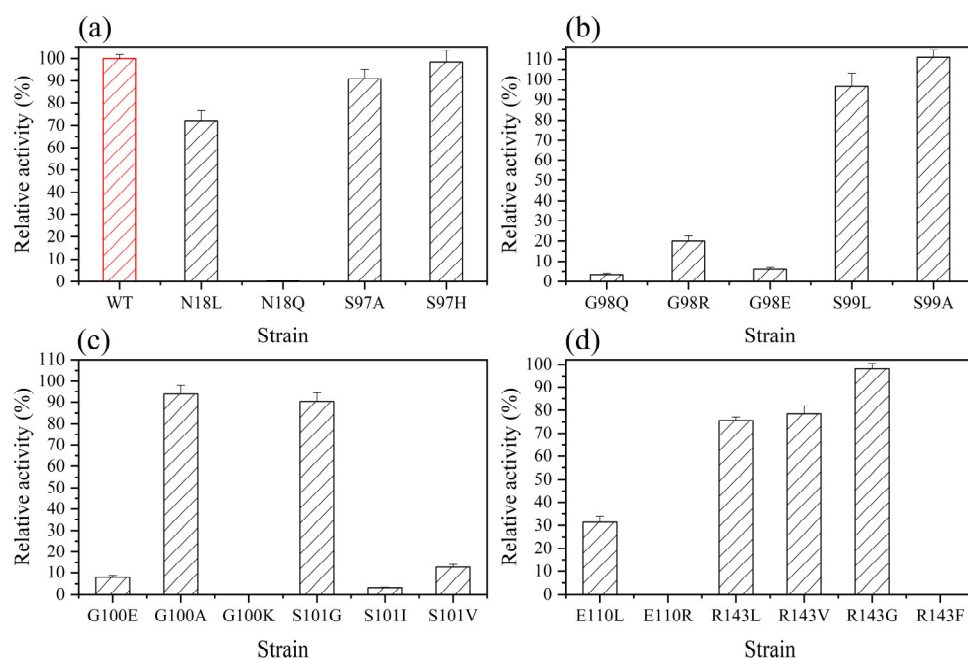 (a)
Relative activity (%)
100
90
80
70
60
50
40
30
20
10
0
WT N18L N18Q S97A S97H
Strain
(b)
Relative activity (%)
110
100
90
80
70
60
50
40
30
20
10
0
G98Q G98R G98E S99L S99A
Strain
(c)
Relative activity (%)
110
100
90
80
70
60
50
40
30
20
10
0
G100E G100A G100K S101G S101I S101V
Strain
(d)
Relative activity (%)
100
90
80
70
60
50
40
30
20
10
0
E110L E110R R143L R143V R143G R143F
Strain